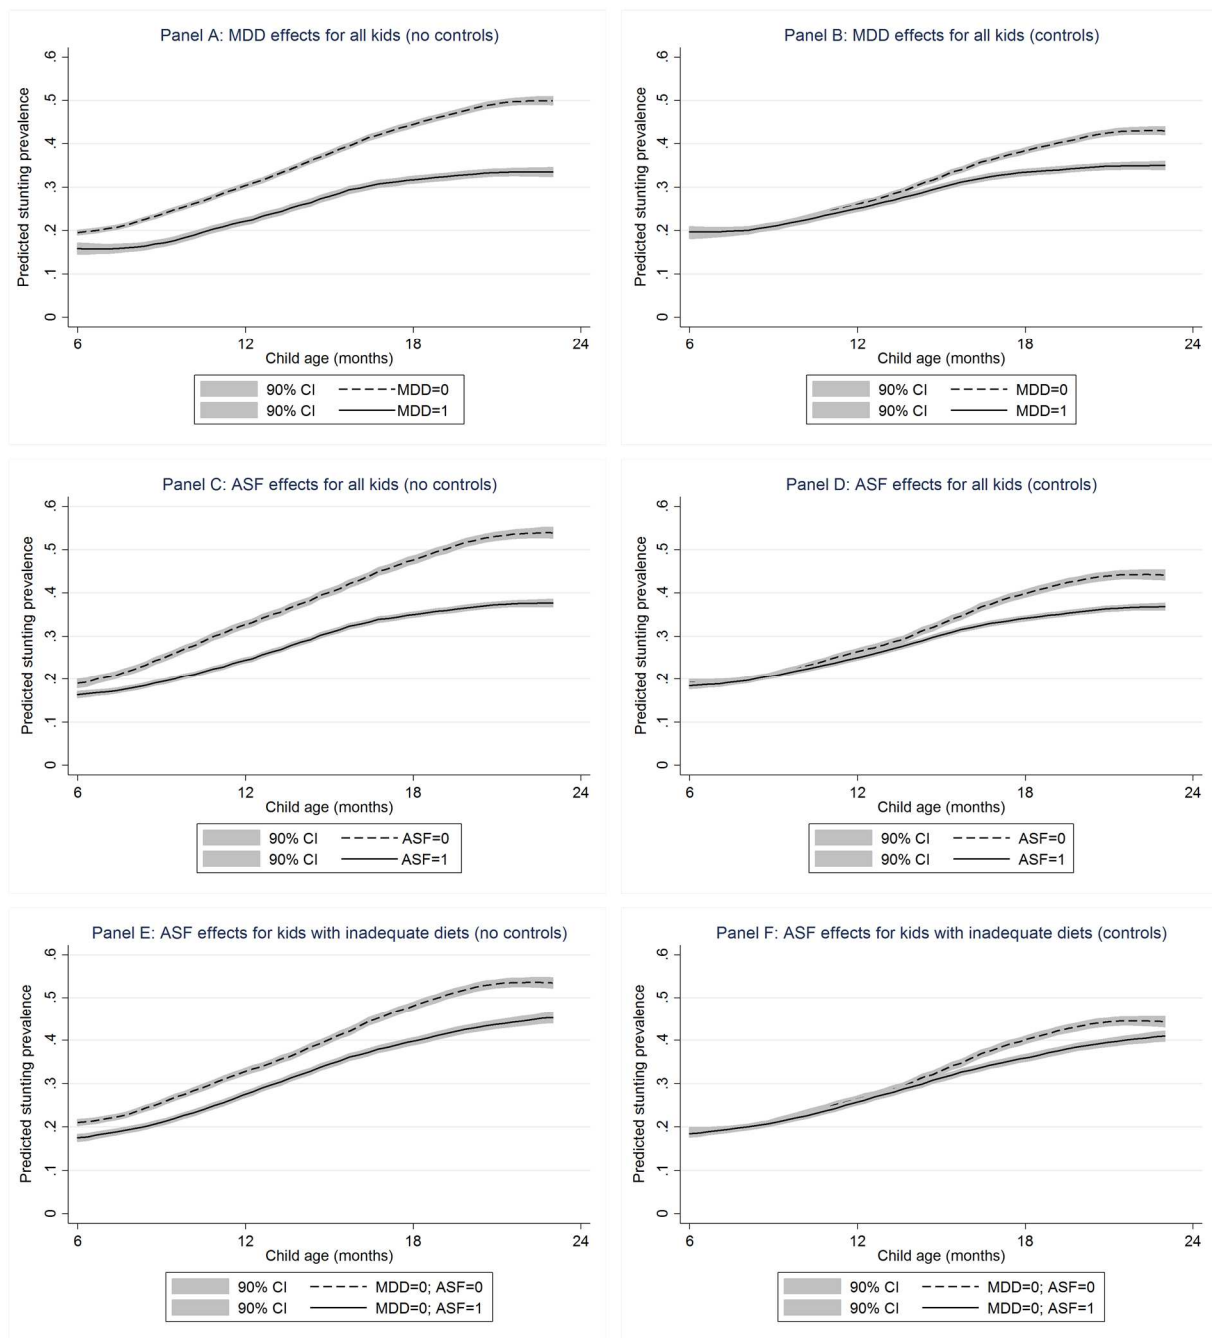 Panel A: MDD effects for all kids (no controls)
Predicted stunting prevalence
.6
.5
.4
.3
.2
.1
0
6 12 18 24
Child age (months)
90% CI MDD=0
90% CI MDD=1
Panel B: MDD effects for all kids (controls)
Predicted stunting prevalence
.6
.5
.4
.3
.2
.1
0
6 12 18 24
Child age (months)
90% CI MDD=0
90% CI MDD=1
Panel C: ASF effects for all kids (no controls)
Predicted stunting prevalence
.6
.5
.4
.3
.2
.1
0
6 12 18 24
Child age (months)
90% CI ASF=0
90% CI ASF=1
Panel D: ASF effects for all kids (controls)
Predicted stunting prevalence
.6
.5
.4
.3
.2
.1
0
6 12 18 24
Child age (months)
90% CI ASF=0
90% CI ASF=1
Panel E: ASF effects for kids with inadequate diets (no controls)
Predicted stunting prevalence
.6
.5
.4
.3
.2
.1
0
6 12 18 24
Child age (months)
90% CI MDD=0; ASF=0
90% CI MDD=0; ASF=1
Panel F: ASF effects for kids with inadequate diets (controls)
Predicted stunting prevalence
.6
.5
.4
.3
.2
.1
0
6 12 18 24
Child age (months)
90% CI MDD=0; ASF=0
90% CI MDD=0; ASF=1